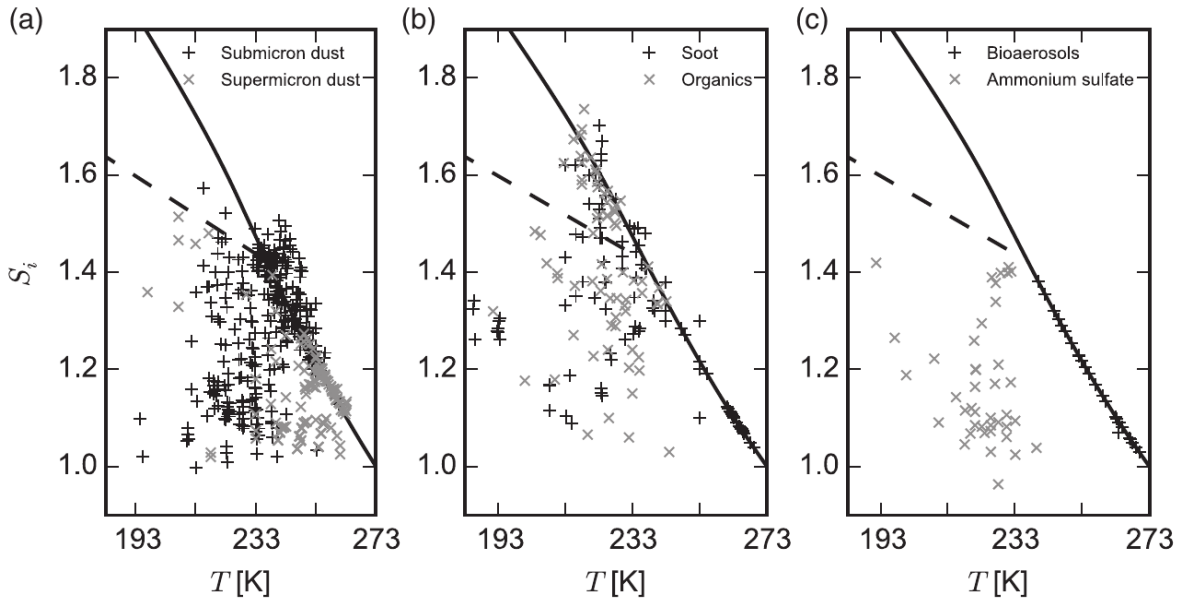 (a)
Submicron dust
Supermicron dust
1.8
1.6
1.4
1.2
1.0
S_i
193
233
273
T [K]
(b)
Soot
Organics
193
233
273
T [K]
(c)
Bioaerosols
Ammonium sulfate
193
233
273
T [K]